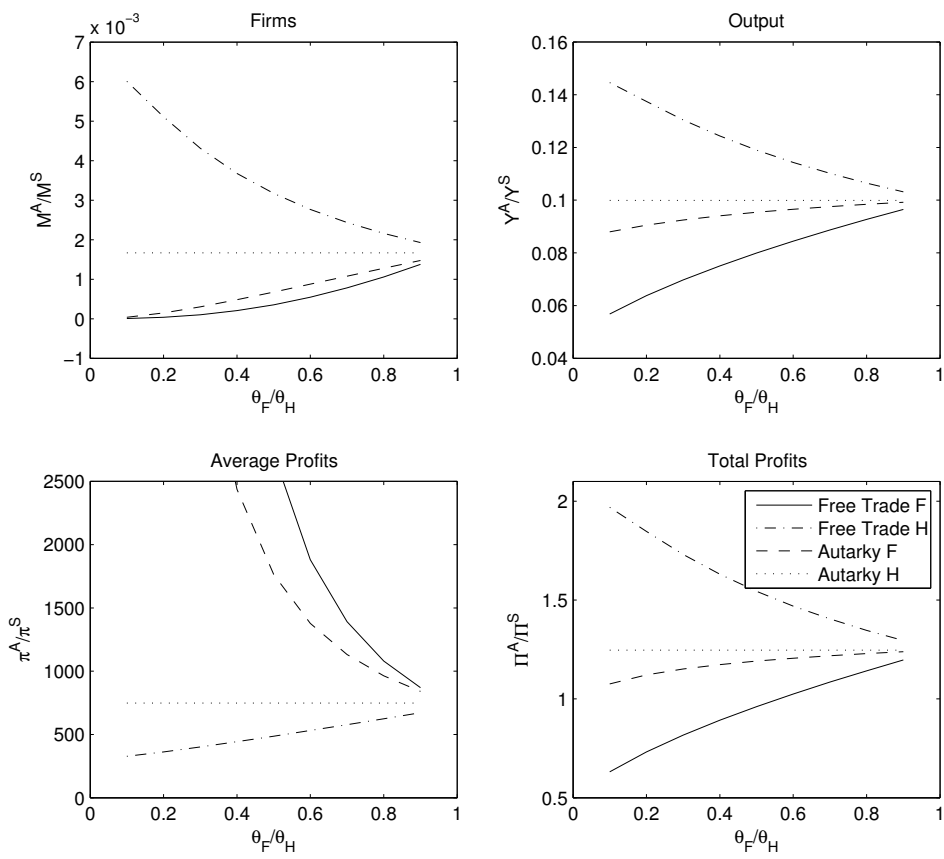 Firms
× 10⁻³
7
6
5
4
3
2
1
0
−1
M^A/M^S
0 0.2 0.4 0.6 0.8 1
θ_F/θ_H
Output
0.16
0.14
0.12
0.1
0.08
0.06
0.04
Y^A/Y^S
0 0.2 0.4 0.6 0.8 1
θ_F/θ_H
Average Profits
2500
2000
1500
1000
500
0
π^A/π^S
0 0.2 0.4 0.6 0.8 1
θ_F/θ_H
Total Profits
2
1.5
1
0.5
Π^A/Π^S
0 0.2 0.4 0.6 0.8 1
θ_F/θ_H
Free Trade F
Free Trade H
Autarky F
Autarky H